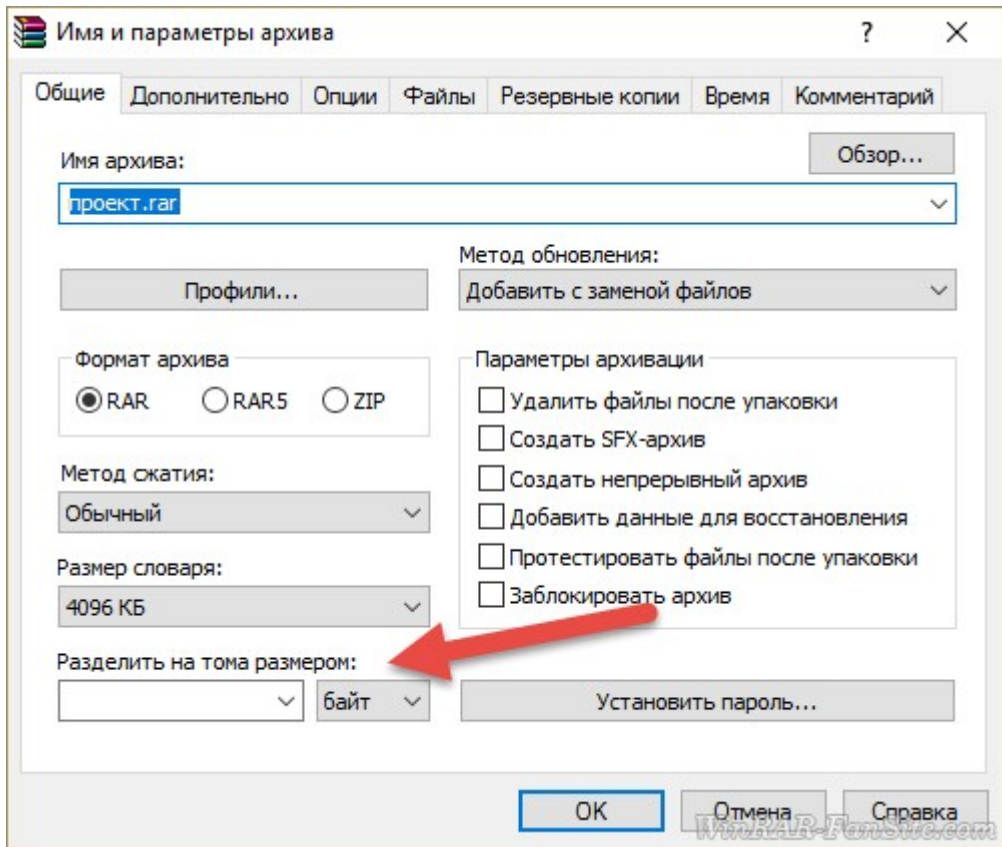 Имя и параметры архива
Общие Дополнительно Опции Файлы Резервные копии Время Комментарий
Имя архива:
Обзор...
проект.rar
Метод обновления:
Профили...
Добавить с заменой файлов
Формат архива
RAR RAR5 ZIP
Метод сжатия:
Обычный
Размер словаря:
4096 КБ
Разделить на тома размером:
байт
Параметры архивации
Удалить файлы после упаковки
Создать SFX-архив
Создать непрерывный архив
Добавить данные для восстановления
Протестировать файлы после упаковки
Заблокировать архив
Установить пароль...
ОК Отмена Справка
WinRAR-FanSite.com